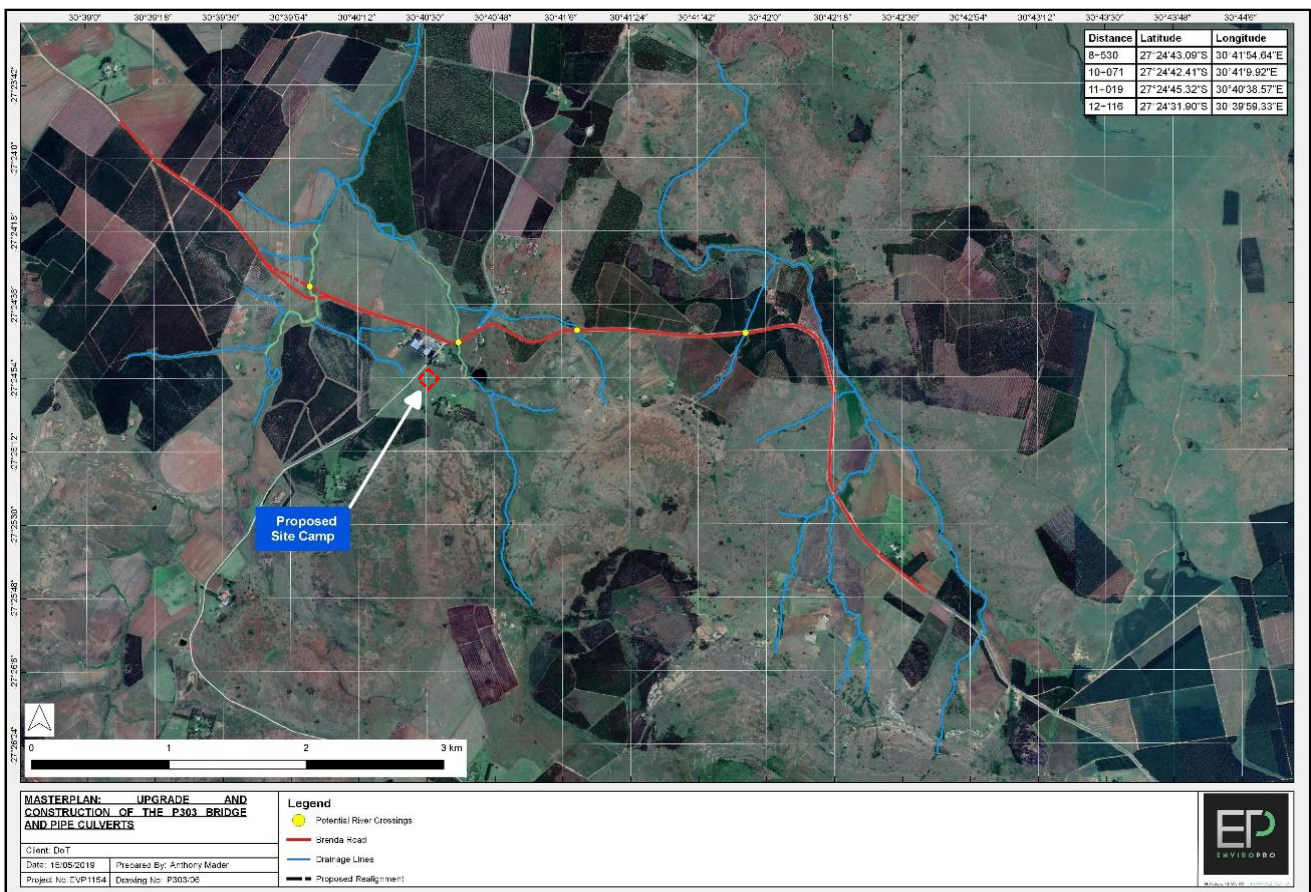 30°39'0" 30°39'18" 30°39'36" 30°39'54" 30°40'12" 30°40'30" 30°40'48" 30°41'6" 30°41'24" 30°41'42" 30°42'0" 30°42'18" 30°42'36" 30°42'54" 30°43'12" 30°43'30" 30°43'48" 30°44'6"
Distance Latitude Longitude
8+530 27°24'43.09"S 30°41'54.64"E
10+071 27°24'42.41"S 30°41'9.92"E
11+019 27°24'45.32"S 30°40'38.57"E
12+116 27°24'31.90"S 30°39'59.33"E
-27°23'42"
-27°24'0"
-27°24'18"
-27°24'36"
-27°24'54"
-27°25'12"
-27°25'30"
-27°25'48"
-27°26'6"
-27°26'24"
Proposed
Site Camp
0 1 2 3 km
MASTERPLAN: UPGRADE AND
CONSTRUCTION OF THE P303 BRIDGE
AND PIPE CULVERTS
Client: DoT
Date: 15/05/2019 Prepared By: Anthony Mader
Project No: EVP1154 Drawing No: P303/06
Legend
Potential River Crossings
Brenda Road
Drainage Lines
Proposed Realignment
EP
ENVIROPRO